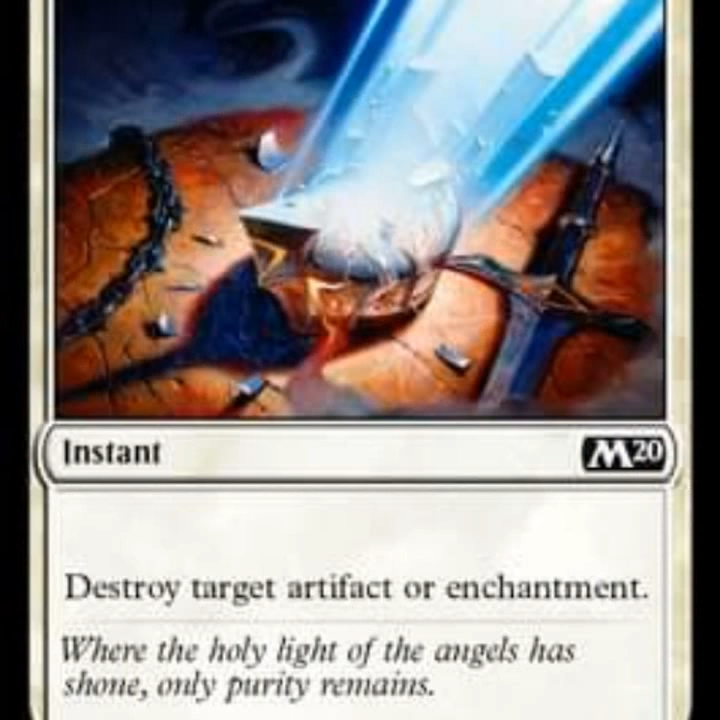 Instant
M20
Destroy target artifact or enchantment.
Where the holy light of the angels has
shone, only purity remains.